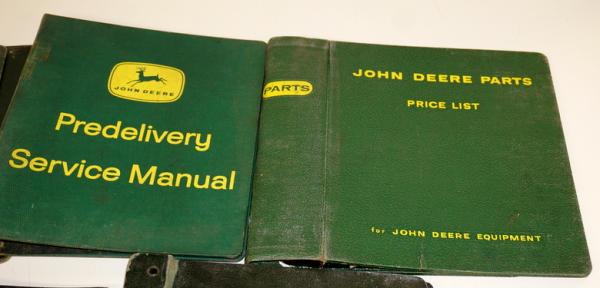 JOHN DEERE
Predelivery
Service Manual
PARTS
JOHN DEERE PARTS
PRICE LIST
for JOHN DEERE EQUIPMENT